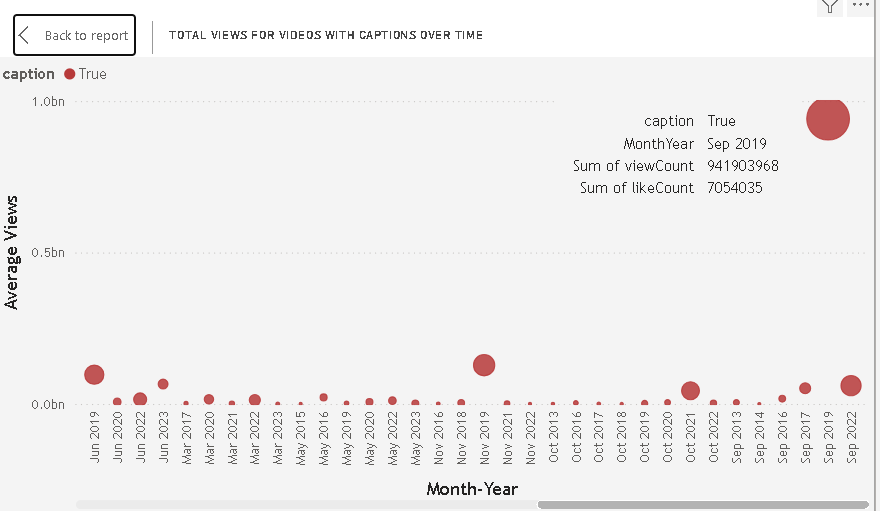 Back to report
TOTAL VIEWS FOR VIDEOS WITH CAPTIONS OVER TIME
caption True
1.0bn
caption True
MonthYear Sep 2019
Sum of viewCount 941903968
Sum of likeCount 7054035
Average Views
0.5bn
0.0bn
Jun 2019
Jun 2020
Jun 2022
Jun 2023
Mar 2017
Mar 2020
Mar 2021
Mar 2022
Mar 2023
May 2015
May 2016
May 2019
May 2020
May 2022
May 2023
Nov 2016
Nov 2018
Nov 2019
Nov 2021
Nov 2022
Oct 2013
Oct 2016
Oct 2017
Oct 2018
Oct 2019
Oct 2020
Oct 2021
Oct 2022
Sep 2013
Sep 2014
Sep 2016
Sep 2017
Sep 2019
Sep 2022
Month-Year